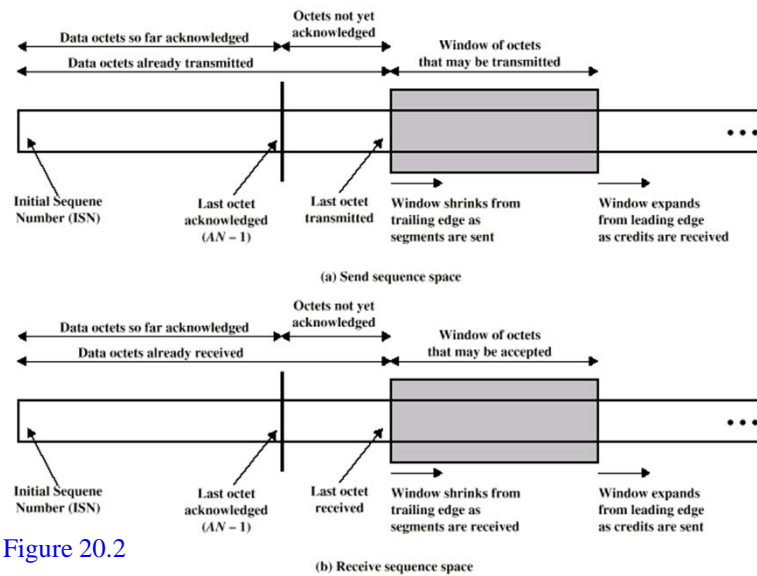 Octets not yet
acknowledged
Data octets so far acknowledged
Window of octets
that may be transmitted
Data octets already transmitted
•••
Initial Sequene
Number (ISN)
Last octet
acknowledged
(AN – 1)
Last octet
transmitted
Window shrinks from
trailing edge as
segments are sent
Window expands
from leading edge
as credits are received
(a) Send sequence space
Octets not yet
acknowledged
Data octets so far acknowledged
Window of octets
that may be accepted
Data octets already received
•••
Initial Sequene
Number (ISN)
Last octet
acknowledged
(AN – 1)
Last octet
received
Window shrinks from
trailing edge as
segments are received
Window expands
from leading edge
as credits are sent
Figure 20.2
(b) Receive sequence space